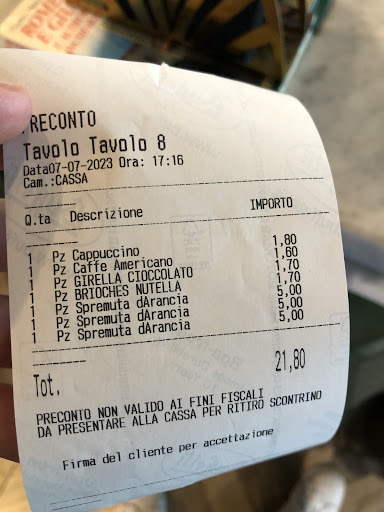 PRECONTO
Tavolo Tavolo 8
Data07-07-2023 Ora: 17:16
Cam.:CASSA
Q.ta Descrizione IMPORTO
1 Pz Cappuccino 1,80
1 Pz Caffe Americano 1,60
1 Pz GIRELLA CIOCCOLATO 1,70
1 Pz BRIOCHES NUTELLA 1,70
1 Pz Spremuta dArancia 5,00
1 Pz Spremuta dArancia 5,00
1 Pz Spremuta dArancia 5,00
Tot. 21,80
PRECONTO NON VALIDO AI FINI FISCALI
DA PRESENTARE ALLA CASSA PER RITIRO SCONTRINO
Firma del cliente per accettazione